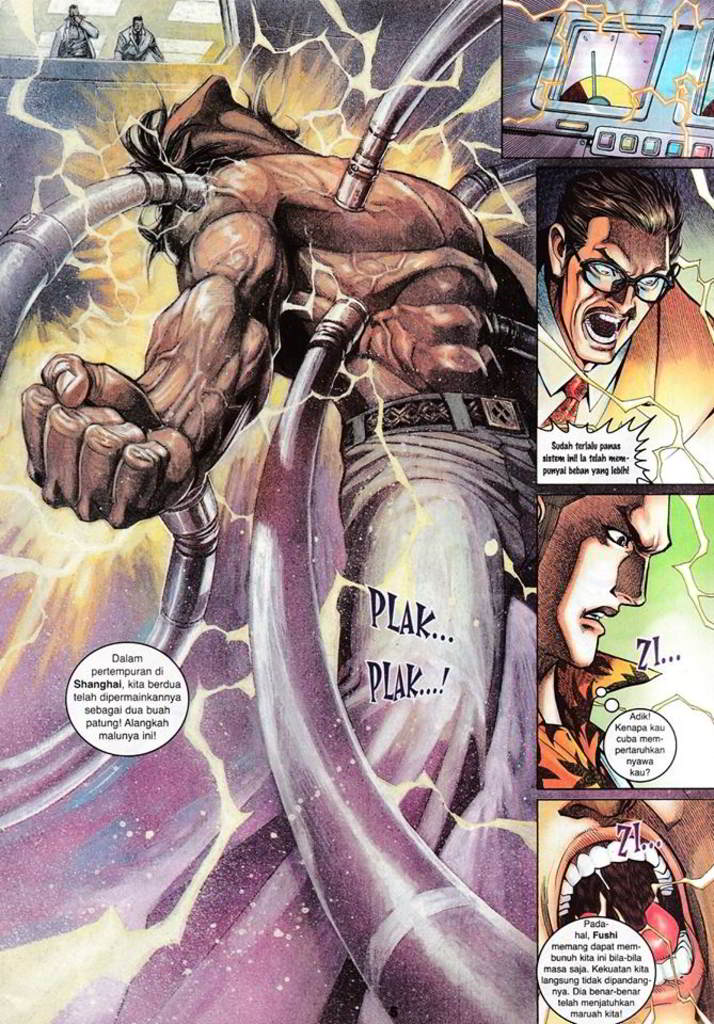 Sudah terlalu panas
sistem ini! Ia telah mem-
punyai beban yang lebih!
PLAK...
PLAK...!
Dalam
pertempuran di
Shanghai, kita berdua
telah dipermainkannya
sebagai dua buah
patung! Alangkah
malunya ini!
ZI...
Adik!
Kenapa kau
cuba mem-
pertaruhkan
nyawa
kau?
ZI...
Pada-
hal, Fushi
memang dapat mem-
bunuh kita ini bila-bila
masa saja. Kekuatan kita
langsung tidak dipandang-
nya. Dia benar-benar
telah menjatuhkan
maruah kita!